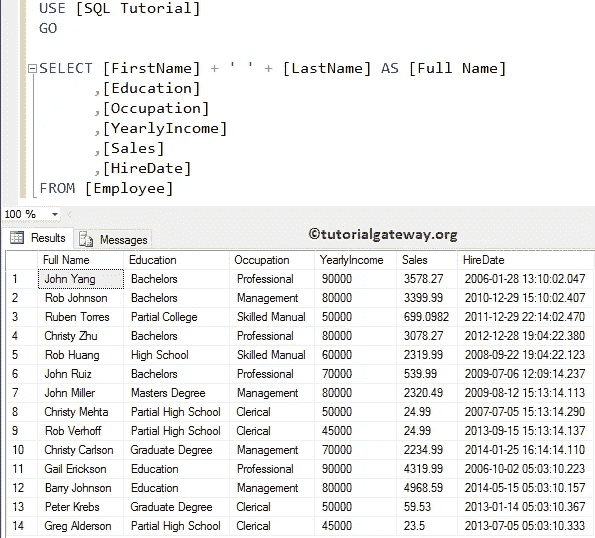 USE [SQL Tutorial]
GO
SELECT [FirstName] + ' ' + [LastName] AS [Full Name]
,[Education]
,[Occupation]
,[YearlyIncome]
,[Sales]
,[HireDate]
FROM [Employee]
100 %
Results Messages ©tutorialgateway.org
Full Name Education Occupation YearlyIncome Sales HireDate
1 John Yang Bachelors Professional 90000 3578.27 2006-01-28 13:10:02.047
2 Rob Johnson Bachelors Management 80000 3399.99 2010-12-29 15:10:02.407
3 Ruben Torres Partial College Skilled Manual 50000 699.0982 2011-12-29 22:14:02.470
4 Christy Zhu Bachelors Professional 80000 3078.27 2012-12-28 19:04:22.380
5 Rob Huang High School Skilled Manual 60000 2319.99 2008-09-22 19:04:22.123
6 John Ruiz Bachelors Professional 70000 539.99 2009-07-06 12:09:14.237
7 John Miller Masters Degree Management 80000 2320.49 2009-08-12 15:13:14.113
8 Christy Mehta Partial High School Clerical 50000 24.99 2007-07-05 15:13:14.290
9 Rob Verhoff Partial High School Clerical 45000 24.99 2013-09-15 15:13:14.137
10 Christy Carlson Graduate Degree Management 70000 2234.99 2014-01-25 16:14:14.110
11 Gail Erickson Education Professional 90000 4319.99 2006-10-02 05:03:10.223
12 Barry Johnson Education Management 80000 4968.59 2014-05-15 05:03:10.157
13 Peter Krebs Graduate Degree Clerical 50000 59.53 2013-01-14 05:03:10.367
14 Greg Alderson Partial High School Clerical 45000 23.5 2013-07-05 05:03:10.333